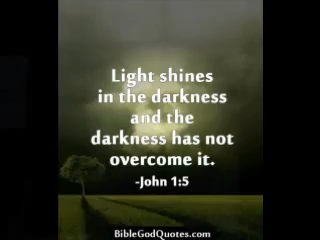 Light shines
in the darkness
and the
darkness has not
overcome it.
-John 1:5
BibleGodQuotes.com